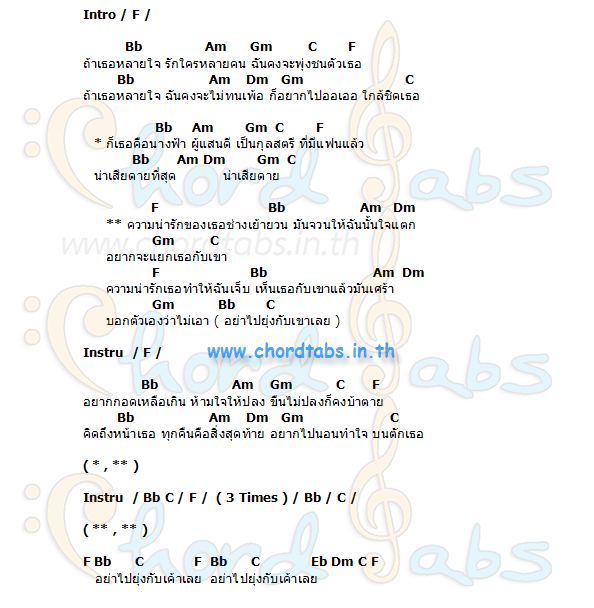 Intro / F /
Bb Am Gm C F
ถ้าเธอหลายใจ รักใครหลายคน ฉันคงจะพุ่งชนตัวเธอ
Bb Am Dm Gm C
ถ้าเธอหลายใจ ฉันคงจะไม่ทนเพ้อ ก็อยากไปออเออ ใกล้ชิดเธอ
Bb Am Gm C F
* ก็เธอคือนางฟ้า ผู้แสนดี เป็นกุลสตรี ที่มีแฟนแล้ว
Bb Am Dm Gm C
น่าเสียดายที่สุด น่าเสียดาย
F Bb Am Dm
** ความน่ารักของเธอช่างเย้ายวน มันจวนให้ฉันนั้นใจแตก
Gm C
อยากจะแยกเธอกับเขา
F Bb Am Dm
ความน่ารักเธอทำให้ฉันเจ็บ เห็นเธอกับเขาแล้วมันเศร้า
Gm Bb C
บอกตัวเองว่าไม่เอา ( อย่าไปยุ่งกับเขาเลย )
Instru / F / www.chordtabs.in.th
Bb Am Gm C F
อยากกอดเหลือเกิน ห้ามใจให้ปลง ขืนไม่ปลงก็คงบ้าตาย
Bb Am Dm Gm C
คิดถึงหน้าเธอ ทุกคืนคือสิ่งสุดท้าย อยากไปนอนทำใจ บนตักเธอ
( * , ** )
Instru / Bb C / F / ( 3 Times ) / Bb / C /
( ** , ** )
F Bb C F Bb C Eb Dm C F
อย่าไปยุ่งกับเค้าเลย อย่าไปยุ่งกับเค้าเลย
chord tabs
www.chordtabs.in.th
chord tabs
chord tabs